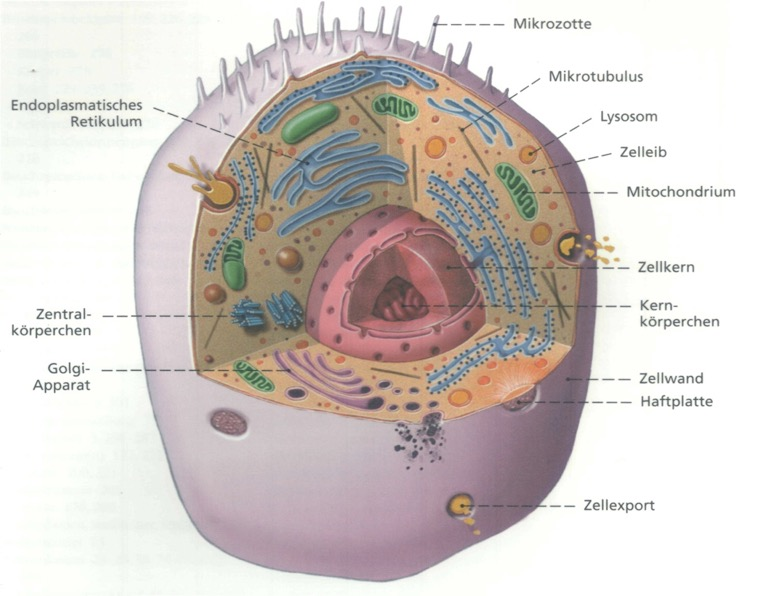 Mikrozotte
Mikrotubulus
Endoplasmatisches
Retikulum
Lysosom
Zelleib
Mitochondrium
Zellkern
Kern-
körperchen
Zentral-
körperchen
Golgi-
Apparat
Zellwand
Haftplatte
Zellexport